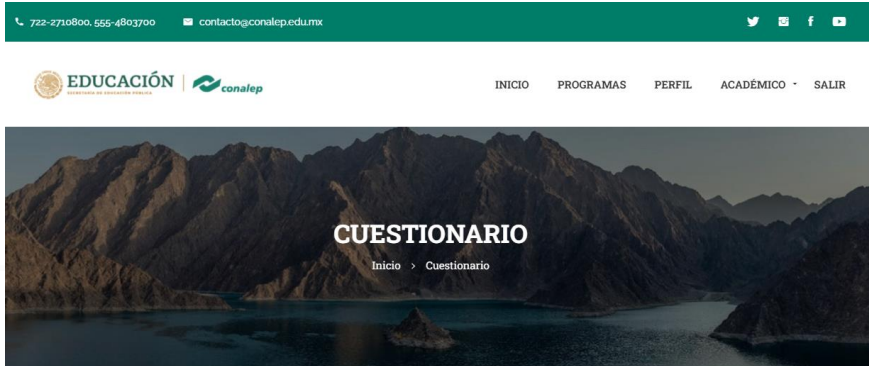 722-2710800, 555-4803700 contacto@conalep.edu.mx
EDUCACIÓN conalep
SECRETARÍA DE EDUCACIÓN PÚBLICA
INICIO PROGRAMAS PERFIL ACADÉMICO SALIR
CUESTIONARIO
Inicio > Cuestionario